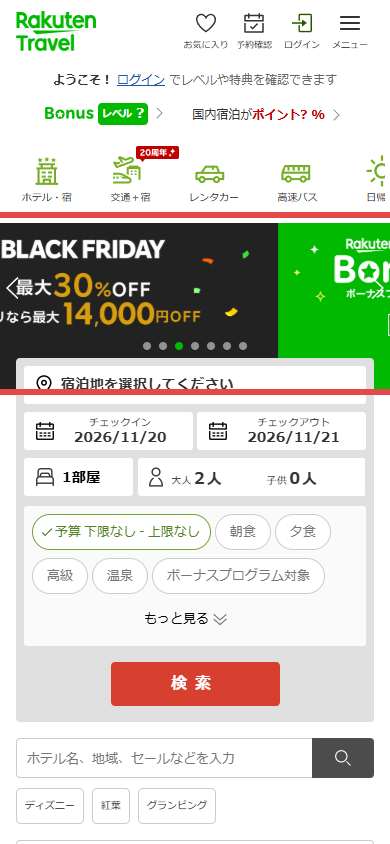 Rakuten
Travel
お気に入り 予約確認 ログイン メニュー
ようこそ！ ログイン でレベルや特典を確認できます
Bonus レベル ? 国内宿泊がポイント? %
20周年
ホテル・宿 交通＋宿 レンタカー 高速バス 日帰
BLACK FRIDAY
最大30%OFF
リなら最大14,000円OFF
Rakuten
Bon
ボーナスプ
宿泊地を選択してください
チェックイン
2026/11/20
チェックアウト
2026/11/21
1部屋
大人 2人 子供 0人
予算 下限なし - 上限なし 朝食 夕食
高級 温泉 ボーナスプログラム対象
もっと見る
検索
ホテル名、地域、セールなどを入力
ディズニー 紅葉 グランピング